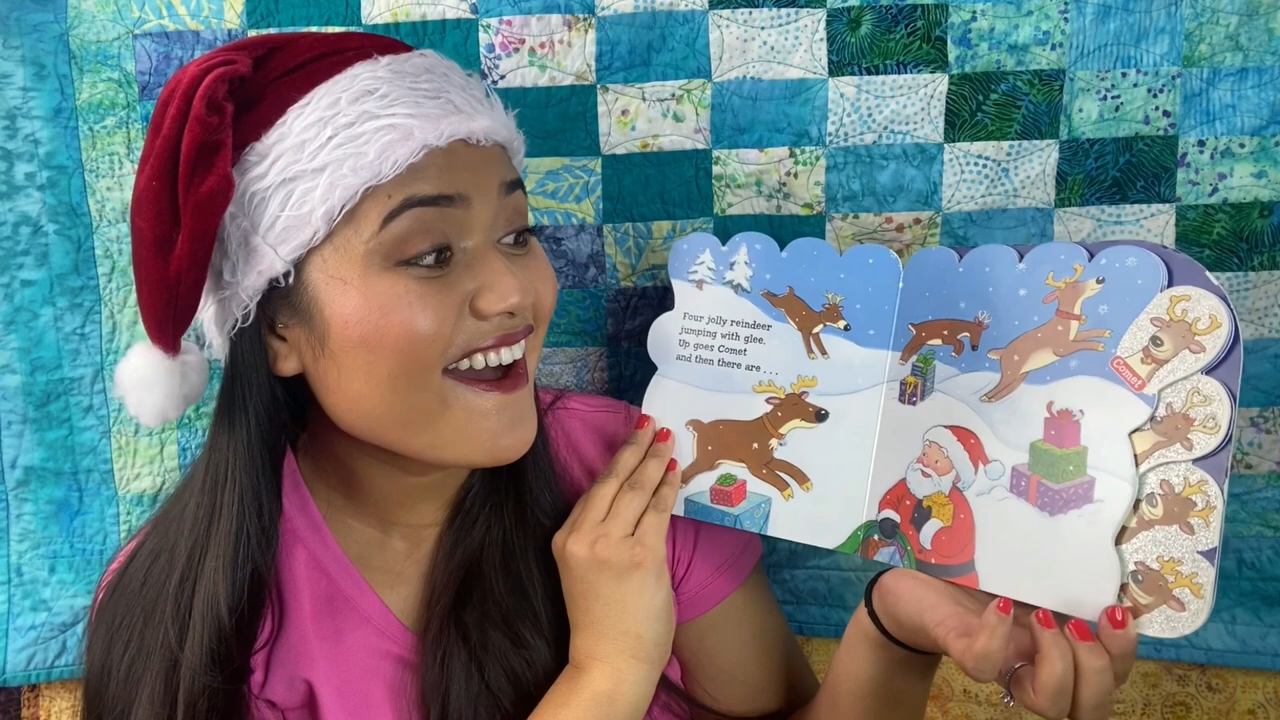 Four jolly reindeer
jumping with glee.
Up goes Comet
and then there are . . .
Comet